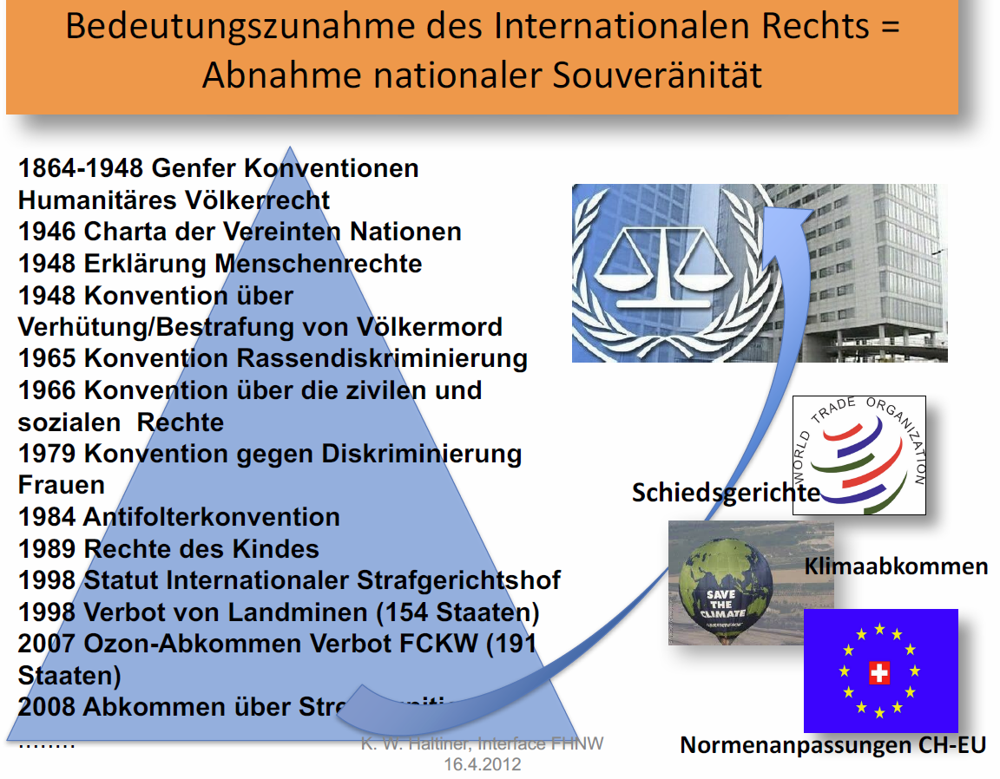 Bedeutungszunahme des Internationalen Rechts =
Abnahme nationaler Souveränität
1864-1948 Genfer Konventionen
Humanitäres Völkerrecht
1946 Charta der Vereinten Nationen
1948 Erklärung Menschenrechte
1948 Konvention über
Verhütung/Bestrafung von Völkermord
1965 Konvention Rassendiskriminierung
1966 Konvention über die zivilen und
sozialen  Rechte
1979 Konvention gegen Diskriminierung
Frauen
1984 Antifolterkonvention
1989 Rechte des Kindes
1998 Statut Internationaler Strafgerichtshof
1998 Verbot von Landminen (154 Staaten)
2007 Ozon-Abkommen Verbot FCKW (191
Staaten)
2008 Abkommen über
........
WORLD TRADE ORGANIZATION
Schiedsgerichte
SAVE
THE
CLIMATE
GREENPEACE
Klimaabkommen
Normenanpassungen CH-EU
K. W. Haltiner, Interface FHNW
16.4.2012